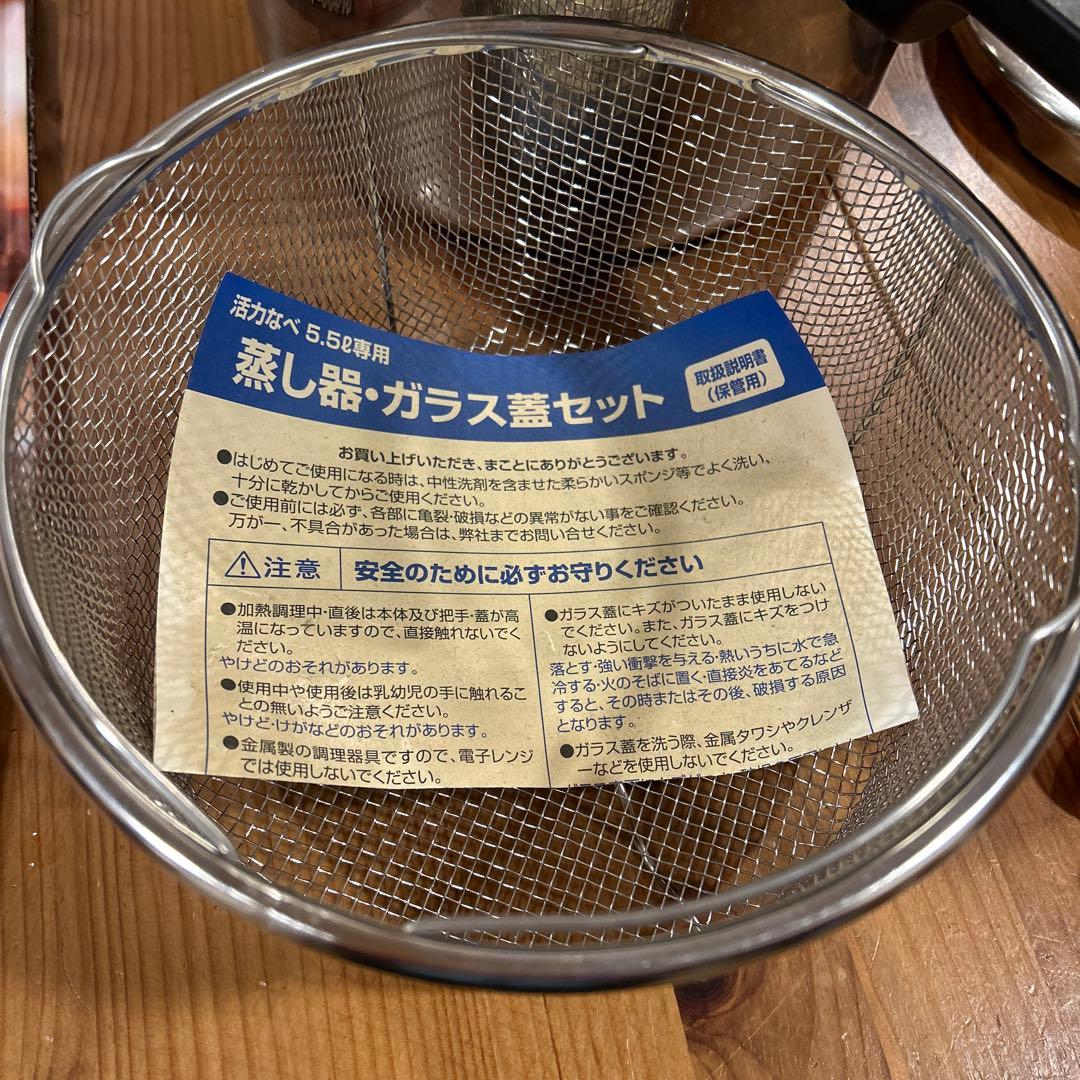 活力なべ 5.5ℓ専用
蒸し器・ガラス蓋セット
取扱説明書
(保管用)
お買い上げいただき、まことにありがとうございます。
●はじめてご使用になる時は、中性洗剤を含ませた柔らかいスポンジ等でよく洗い、
十分に乾かしてからご使用ください。
●ご使用前には必ず、各部に亀裂・破損などの異常がない事をご確認ください。
万が一、不具合があった場合は、弊社までお問い合せください。
⚠注意 安全のために必ずお守りください
●加熱調理中・直後は本体及び把手・蓋が高
温になっていますので、直接触れないでくだ
さい。
やけどのおそれがあります。
●使用中や使用後は乳幼児の手に触れるこ
との無いようご注意ください。
やけど・けがなどのおそれがあります。
●金属製の調理器具ですので、電子レンジ
では使用しないでください。
●ガラス蓋にキズがついたまま使用しない
でください。また、ガラス蓋にキズをつけ
ないようにしてください。
落とす・強い衝撃を与える・熱いうちに水で急
冷する・火のそばに置く・直接炎をあてるなど
すると、その時またはその後、破損する原因
となります。
●ガラス蓋を洗う際、金属タワシやクレンザ
ーなどを使用しないでください。